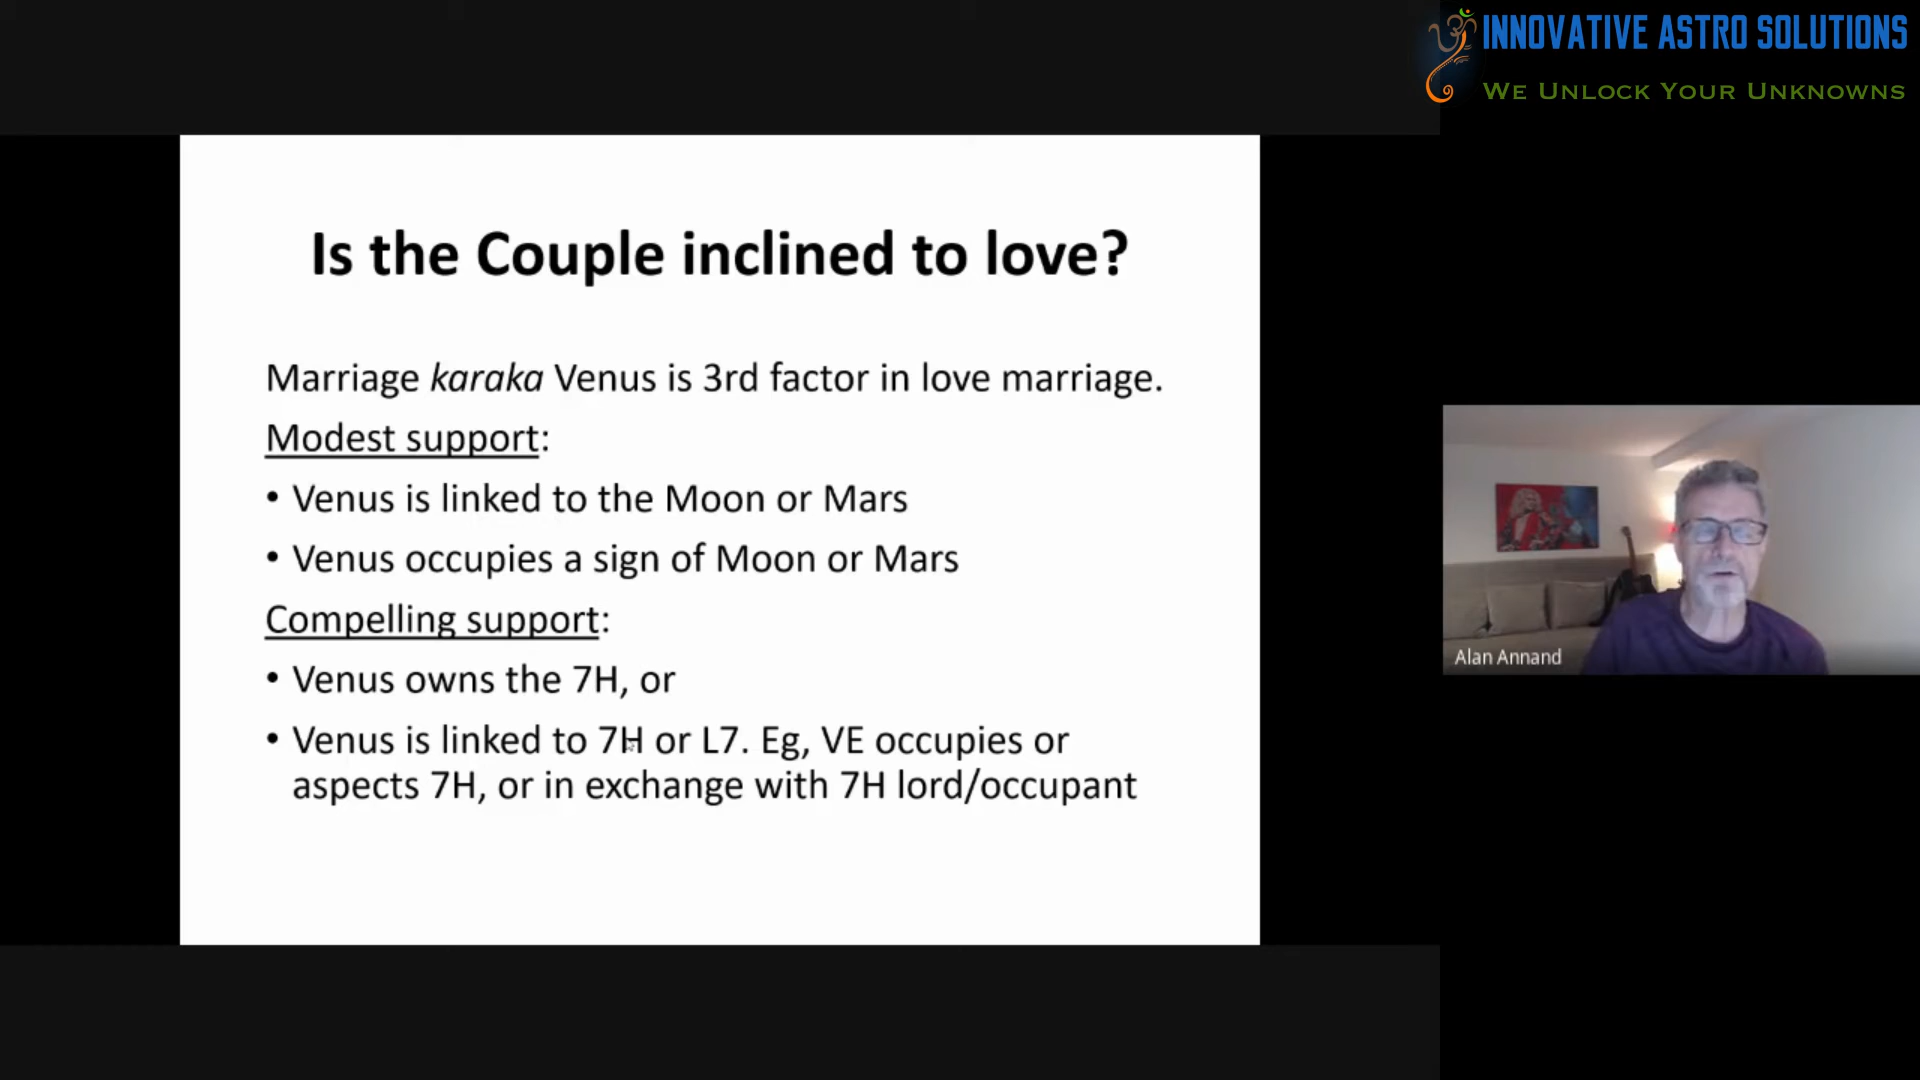 INNOVATIVE ASTRO SOLUTIONS
WE UNLOCK YOUR UNKNOWNS
Is the Couple inclined to love?
Marriage karaka Venus is 3rd factor in love marriage.
Modest support:
• Venus is linked to the Moon or Mars
• Venus occupies a sign of Moon or Mars
Compelling support:
• Venus owns the 7H, or
• Venus is linked to 7H or L7. Eg, VE occupies or
aspects 7H, or in exchange with 7H lord/occupant
Alan Annand